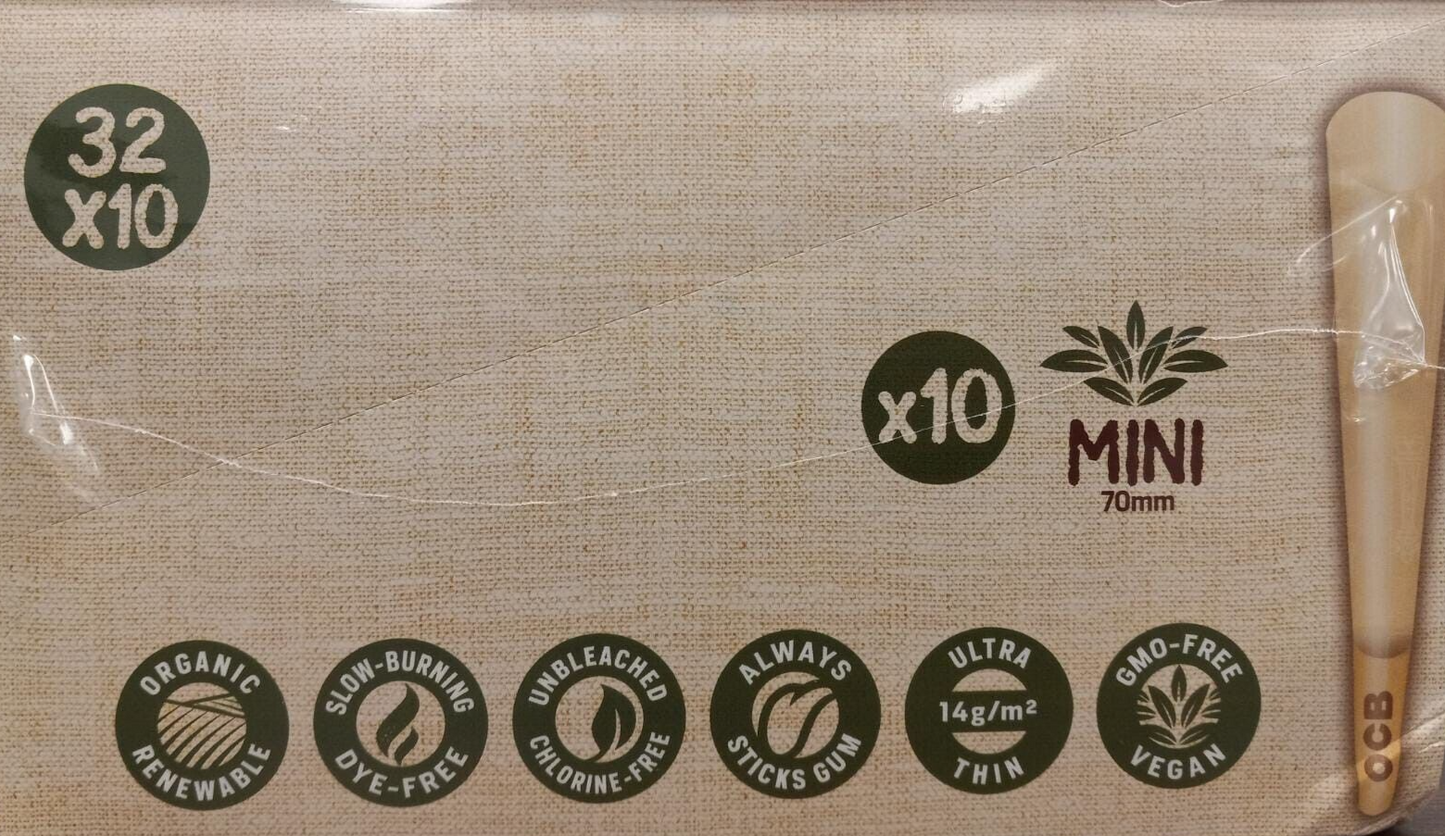 32
x10
x10
MINI
70mm
ORGANIC
RENEWABLE
SLOW-BURNING
DYE-FREE
UNBLEACHED
CHLORINE-FREE
ALWAYS
STICKS GUM
ULTRA
14g/m²
THIN
GMO-FREE
VEGAN
OCB